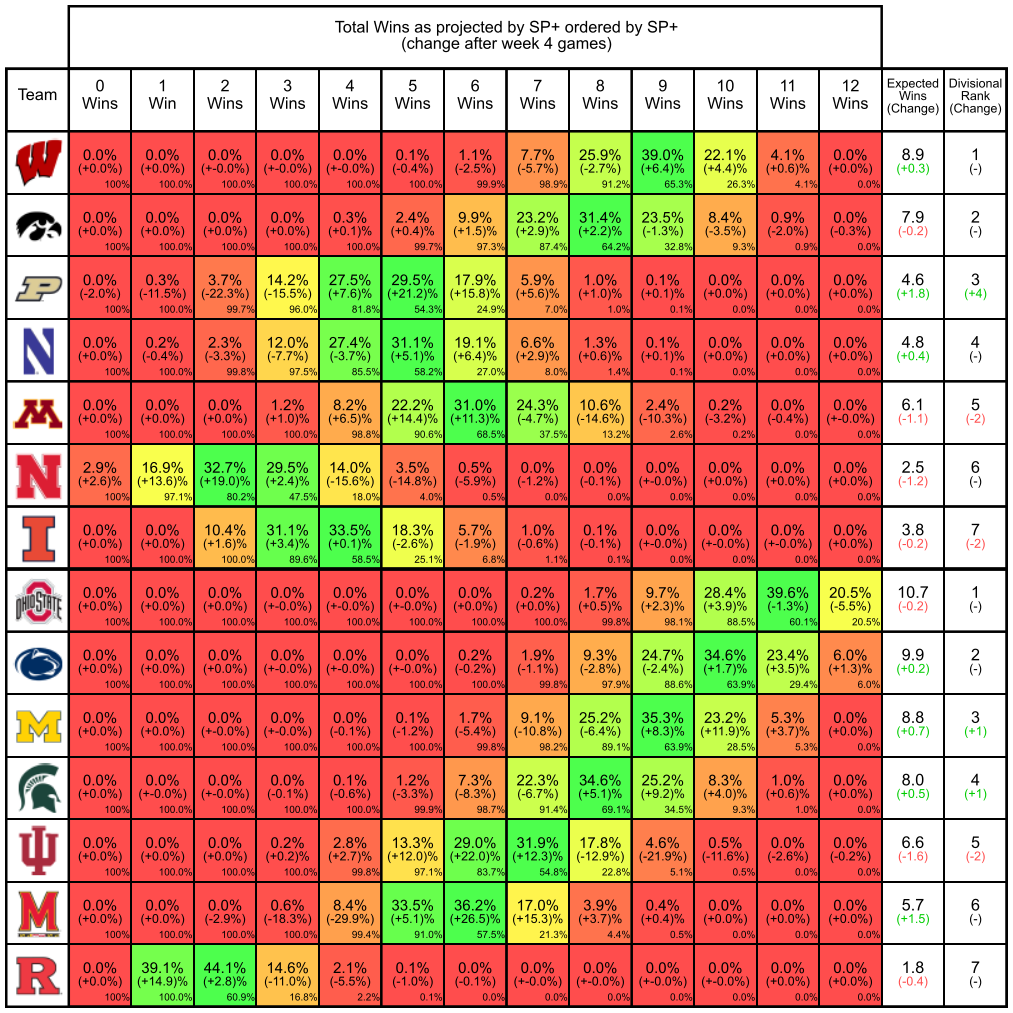 Total Wins as projected by SP+ ordered by SP+
(change after week 4 games)
Team
0 Wins
1 Win
2 Wins
3 Wins
4 Wins
5 Wins
6 Wins
7 Wins
8 Wins
9 Wins
10 Wins
11 Wins
12 Wins
Expected Wins (Change)
Divisional Rank (Change)
W
0.0% 0.0% 0.0% 0.0% 0.0% 0.1% 1.1% 7.7% 25.9% 39.0% 22.1% 4.1% 0.0% 8.9 1
(+0.0%) (+0.0%) (+-0.0%) (+0.0%) (+0.0%) (-0.4%) (-2.5%) (-5.7%) (-2.7%) (+6.4)% (+4.4)% (+0.6)% (+0.0%) (+0.3) (-)
100% 100.0% 100.0% 100.0% 100.0% 100.0% 99.9% 98.9% 91.2% 65.3% 26.3% 4.1% 0.0%
0.0% 0.0% 0.0% 0.0% 0.3% 2.4% 9.9% 23.2% 31.4% 23.5% 8.4% 0.9% 0.0% 7.9 2
(+0.0%) (+0.0%) (+0.0%) (+0.0%) (+0.1)% (+0.4)% (+1.5)% (+2.9)% (+2.2)% (-1.3%) (-3.5%) (-2.0%) (-0.3%) (-0.2) (-)
100% 100.0% 100.0% 100.0% 100.0% 99.7% 97.3% 87.4% 64.2% 32.8% 9.3% 0.9% 0.0%
P
0.0% 0.3% 3.7% 14.2% 27.5% 29.5% 17.9% 5.9% 1.0% 0.1% 0.0% 0.0% 0.0% 4.6 3
(-2.0%) (-11.5%) (-22.3%) (-15.5%) (+7.6)% (+21.2)% (+15.8)% (+5.6)% (+1.0)% (+0.1)% (+0.0%) (+0.0%) (+0.0%) (+1.8) (+4)
100% 100.0% 99.7% 96.0% 81.8% 54.3% 24.9% 7.0% 1.0% 0.1% 0.0% 0.0% 0.0%
N
0.0% 0.2% 2.3% 12.0% 27.4% 31.1% 19.1% 6.6% 1.3% 0.1% 0.0% 0.0% 0.0% 4.8 4
(+0.0%) (-0.4%) (-3.3%) (-7.7%) (-3.7%) (+5.1)% (+6.4)% (+2.9)% (+0.6)% (+0.1)% (+0.0%) (+0.0%) (+0.0%) (+0.4) (-)
100% 100.0% 99.8% 97.5% 85.5% 58.2% 27.0% 8.0% 1.4% 0.1% 0.0% 0.0% 0.0%
M
0.0% 0.0% 0.0% 1.2% 8.2% 22.2% 31.0% 24.3% 10.6% 2.4% 0.2% 0.0% 0.0% 6.1 5
(+0.0%) (+0.0%) (+0.0%) (+1.0)% (+6.5)% (+14.4)% (+11.3)% (-4.7%) (-14.6%) (-10.3%) (-3.2%) (-0.4%) (+-0.0%) (-1.1) (-2)
100% 100.0% 100.0% 100.0% 98.8% 90.6% 68.5% 37.5% 13.2% 2.6% 0.2% 0.0% 0.0%
N
2.9% 16.9% 32.7% 29.5% 14.0% 3.5% 0.5% 0.0% 0.0% 0.0% 0.0% 0.0% 0.0% 2.5 6
(+2.6)% (+13.6)% (+19.0)% (+2.4)% (-15.6%) (-14.8%) (-5.9%) (-1.2%) (-0.1%) (+-0.0%) (+0.0%) (+0.0%) (+0.0%) (-1.2) (-)
100% 97.1% 80.2% 47.5% 18.0% 4.0% 0.5% 0.0% 0.0% 0.0% 0.0% 0.0% 0.0%
I
0.0% 0.0% 10.4% 31.1% 33.5% 18.3% 5.7% 1.0% 0.1% 0.0% 0.0% 0.0% 0.0% 3.8 7
(+0.0%) (+0.0%) (+1.6)% (+3.4)% (+0.1)% (-2.6%) (-1.9%) (-0.6%) (-0.1%) (+-0.0%) (+-0.0%) (+-0.0%) (+0.0%) (-0.2) (-2)
100% 100.0% 100.0% 89.6% 58.5% 25.1% 6.8% 1.1% 0.1% 0.0% 0.0% 0.0% 0.0%
OHIO STATE
0.0% 0.0% 0.0% 0.0% 0.0% 0.0% 0.0% 0.2% 1.7% 9.7% 28.4% 39.6% 20.5% 10.7 1
(+0.0%) (+0.0%) (+0.0%) (+-0.0%) (+-0.0%) (+-0.0%) (+0.0%) (+0.0%) (+0.5)% (+2.3)% (+3.9)% (-1.3%) (-5.5%) (-0.2) (-)
100% 100.0% 100.0% 100.0% 100.0% 100.0% 100.0% 100.0% 99.8% 98.1% 88.5% 60.1% 20.5%
0.0% 0.0% 0.0% 0.0% 0.0% 0.0% 0.2% 1.9% 9.3% 24.7% 34.6% 23.4% 6.0% 9.9 2
(+0.0%) (+0.0%) (+0.0%) (+-0.0%) (+-0.0%) (+-0.0%) (-0.2%) (-1.1%) (-2.8%) (-2.4%) (+1.7)% (+3.5)% (+1.3)% (+0.2) (-)
100% 100.0% 100.0% 100.0% 100.0% 100.0% 100.0% 99.8% 97.9% 88.6% 63.9% 29.4% 6.0%
M
0.0% 0.0% 0.0% 0.0% 0.0% 0.1% 1.7% 9.1% 25.2% 35.3% 23.2% 5.3% 0.0% 8.8 3
(+0.0%) (+0.0%) (+-0.0%) (+-0.0%) (-0.1%) (-1.2%) (-5.4%) (-10.8%) (-6.4%) (+8.3)% (+11.9)% (+3.7)% (+0.0%) (+0.7) (+1)
100% 100.0% 100.0% 100.0% 100.0% 100.0% 99.8% 98.2% 89.1% 63.9% 28.5% 5.3% 0.0%
0.0% 0.0% 0.0% 0.0% 0.1% 1.2% 7.3% 22.3% 34.6% 25.2% 8.3% 1.0% 0.0% 8.0 4
(+0.0%) (+-0.0%) (+-0.0%) (-0.1%) (-0.6%) (-3.3%) (-8.3%) (-6.7%) (+5.1)% (+9.2)% (+4.0)% (+0.6)% (+0.0%) (+0.5) (+1)
100% 100.0% 100.0% 100.0% 100.0% 99.9% 98.7% 91.4% 69.1% 34.5% 9.3% 1.0% 0.0%
0.0% 0.0% 0.0% 0.2% 2.8% 13.3% 29.0% 31.9% 17.8% 4.6% 0.5% 0.0% 0.0% 6.6 5
(+0.0%) (+0.0%) (+0.0%) (+0.2)% (+2.7)% (+12.0)% (+22.0)% (+12.3)% (-12.9%) (-21.9%) (-11.6%) (-2.6%) (-0.2%) (-1.6) (-2)
100% 100.0% 100.0% 100.0% 99.8% 97.1% 83.7% 54.8% 22.8% 5.1% 0.5% 0.0% 0.0%
M
0.0% 0.0% 0.0% 0.6% 8.4% 33.5% 36.2% 17.0% 3.9% 0.4% 0.0% 0.0% 0.0% 5.7 6
(+0.0%) (+0.0%) (-2.9%) (-18.3%) (-29.9%) (+5.1)% (+26.5)% (+15.3)% (+3.7)% (+0.4)% (+0.0%) (+0.0%) (+0.0%) (+1.5) (-)
100% 100.0% 100.0% 100.0% 99.4% 91.0% 57.5% 21.3% 4.4% 0.5% 0.0% 0.0% 0.0%
R
0.0% 39.1% 44.1% 14.6% 2.1% 0.1% 0.0% 0.0% 0.0% 0.0% 0.0% 0.0% 0.0% 1.8 7
(+0.0%) (+14.9)% (+2.8)% (-11.0%) (-5.5%) (-1.0%) (-0.1%) (+-0.0%) (+-0.0%) (+-0.0%) (+0.0%) (+0.0%) (+0.0%) (-0.4) (-)
100% 100.0% 60.9% 16.8% 2.2% 0.1% 0.0% 0.0% 0.0% 0.0% 0.0% 0.0% 0.0%